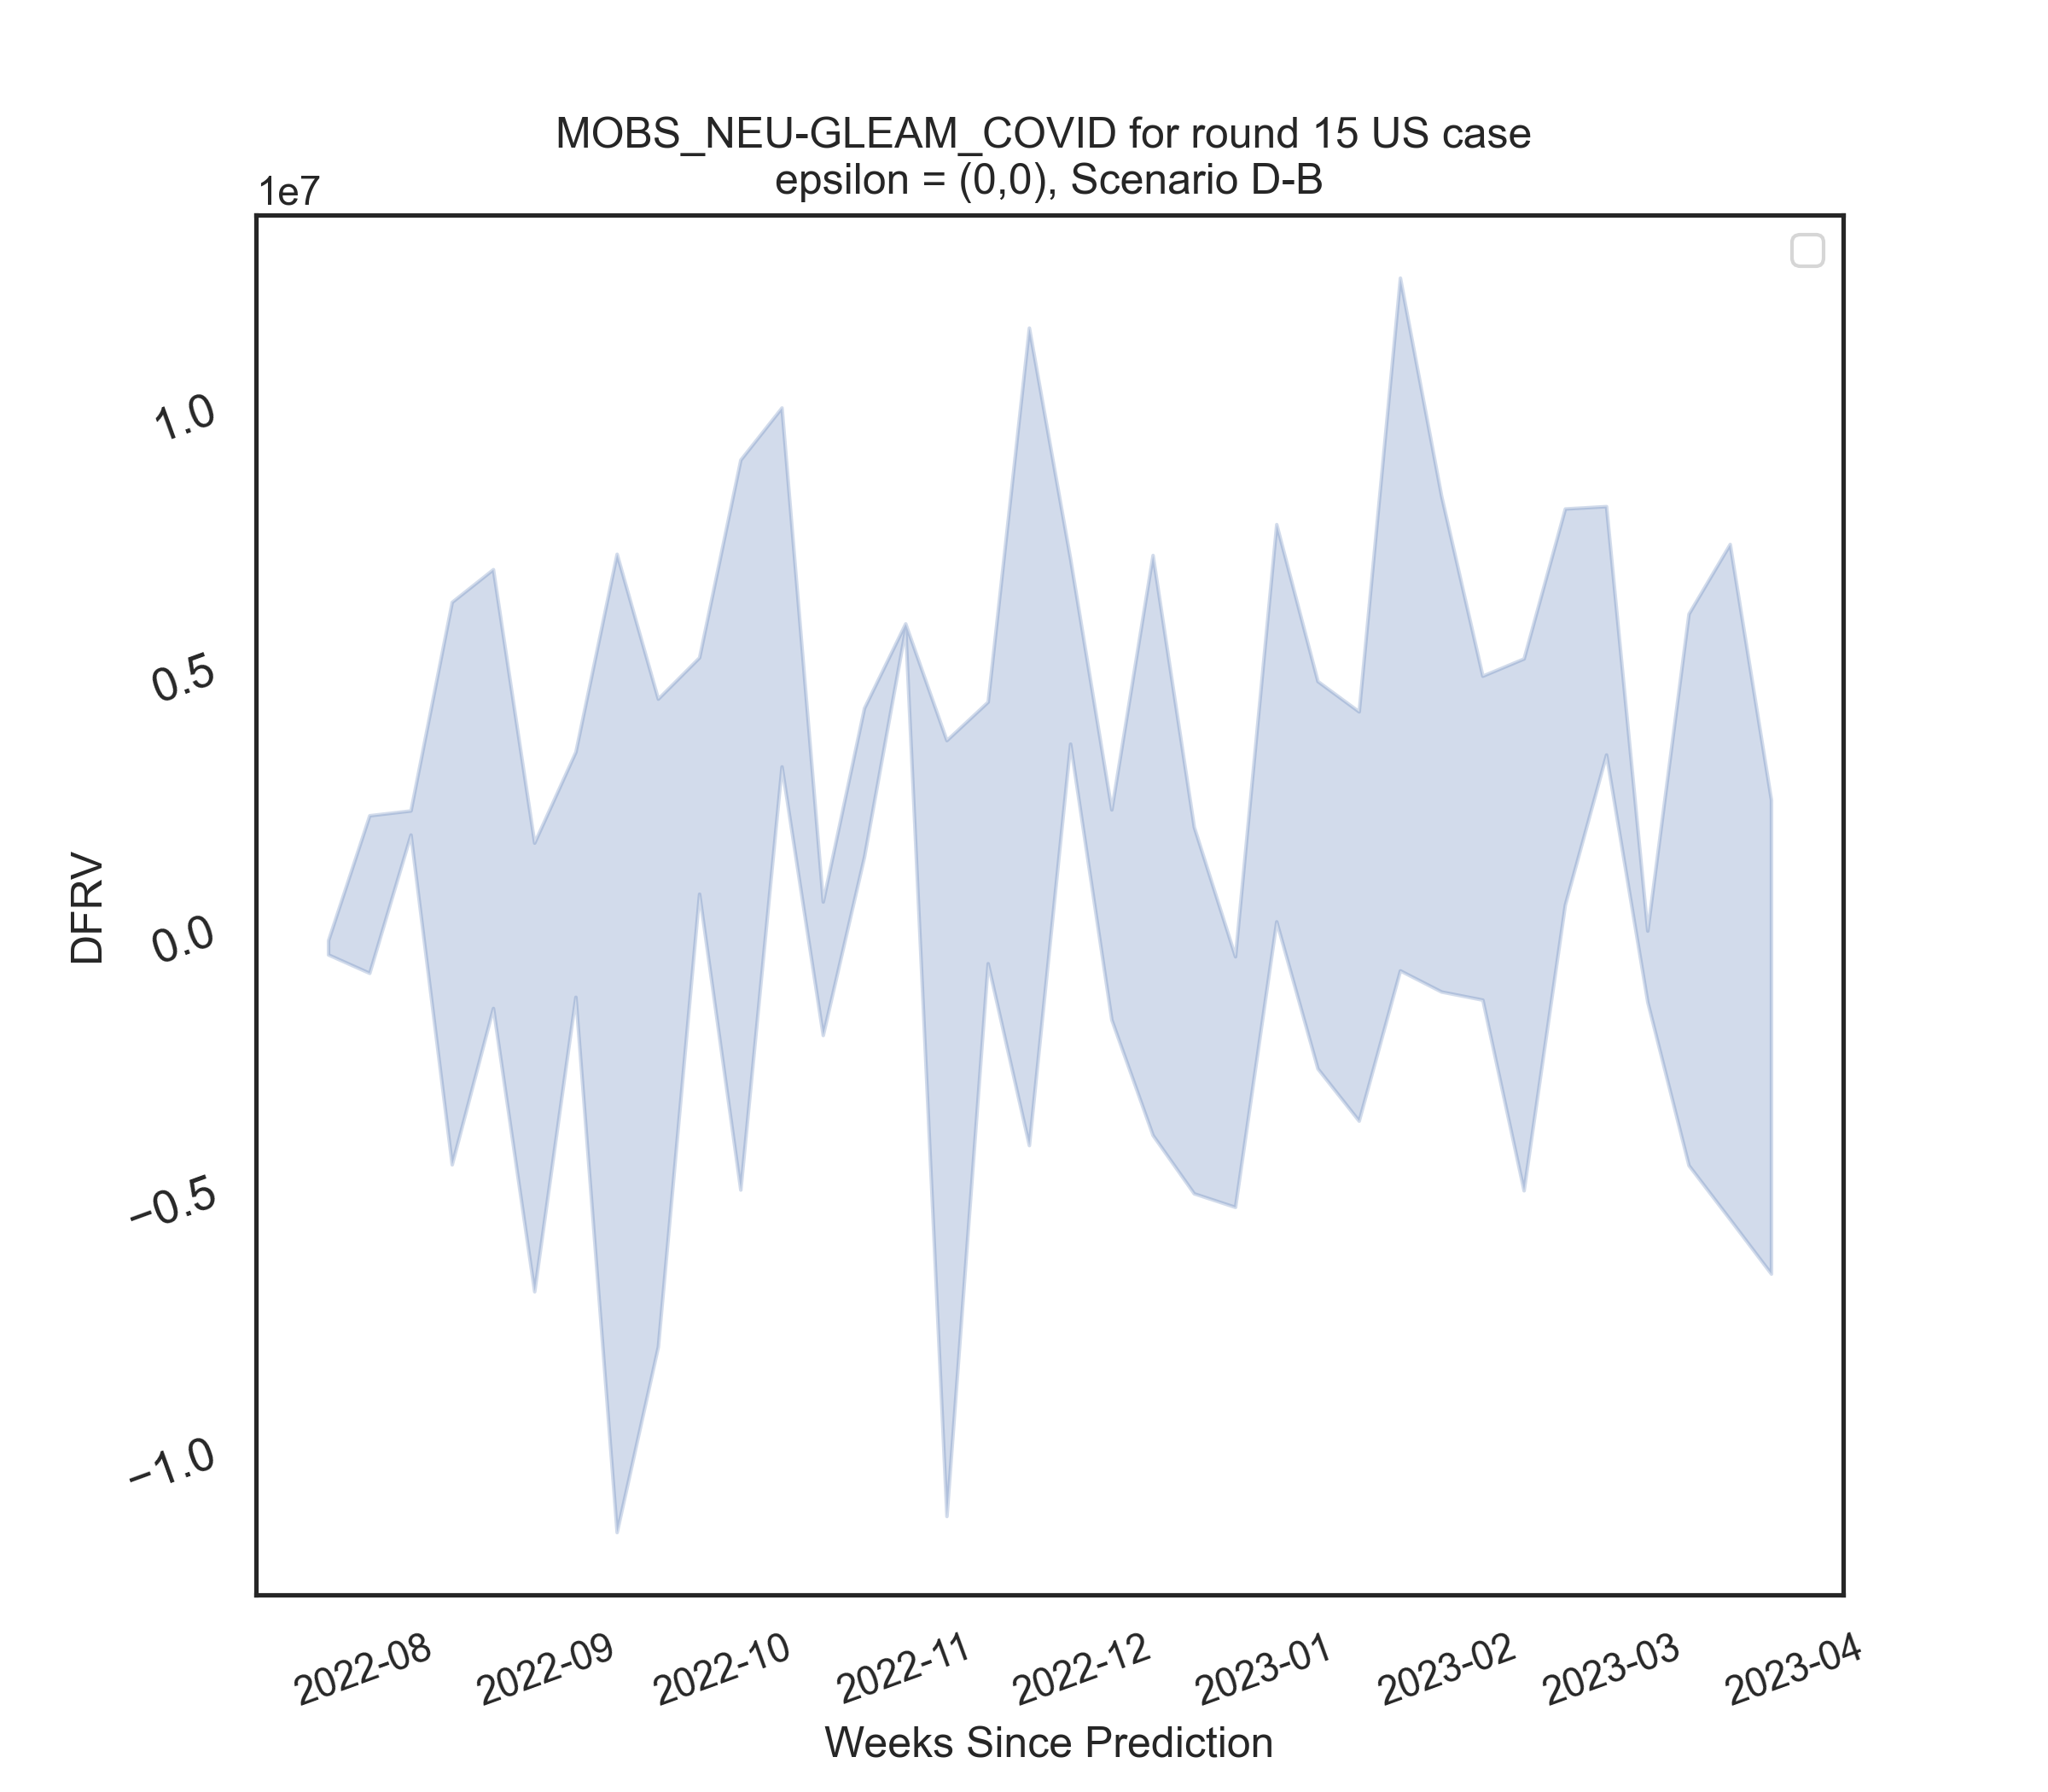 MOBS_NEU-GLEAM_COVID for round 15 US case
epsilon = (0,0), Scenario D-B
1e7
1.0
0.5
0.0
−0.5
−1.0
DFRV
2022-08
2022-09
2022-10
2022-11
2022-12
2023-01
2023-02
2023-03
2023-04
Weeks Since Prediction